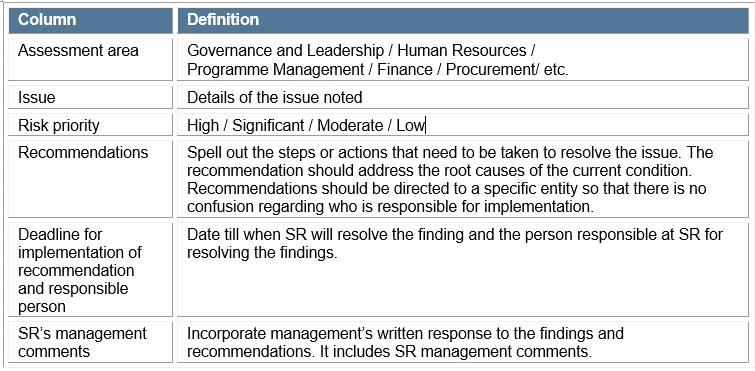 Column Definition
Assessment area Governance and Leadership / Human Resources /
Programme Management / Finance / Procurement/ etc.
Issue Details of the issue noted
Risk priority High / Significant / Moderate / Low
Recommendations Spell out the steps or actions that need to be taken to resolve the issue. The
recommendation should address the root causes of the current condition.
Recommendations should be directed to a specific entity so that there is no
confusion regarding who is responsible for implementation.
Deadline for
implementation of
recommendation
and responsible
person
Date till when SR will resolve the finding and the person responsible at SR for
resolving the findings.
SR's management
comments
Incorporate management's written response to the findings and
recommendations. It includes SR management comments.